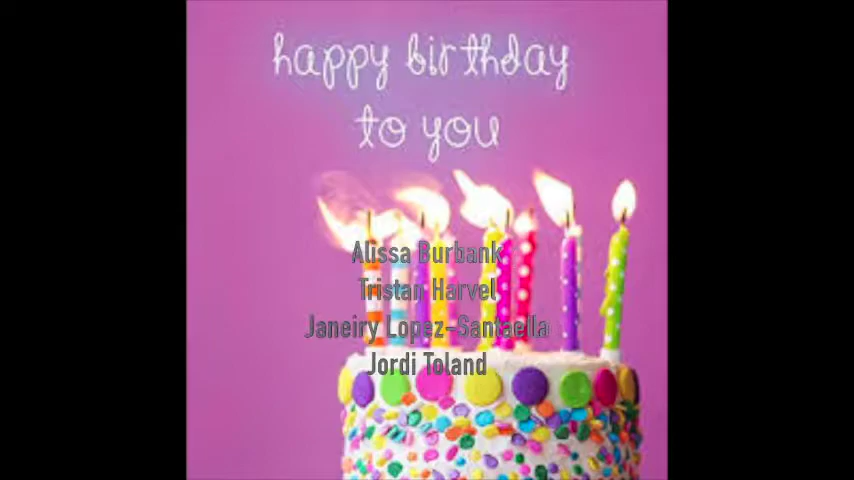 happy birthday
to you
Alissa Burbank
Tristan Harvel
Janeiry Lopez-Santaella
Jordi Toland